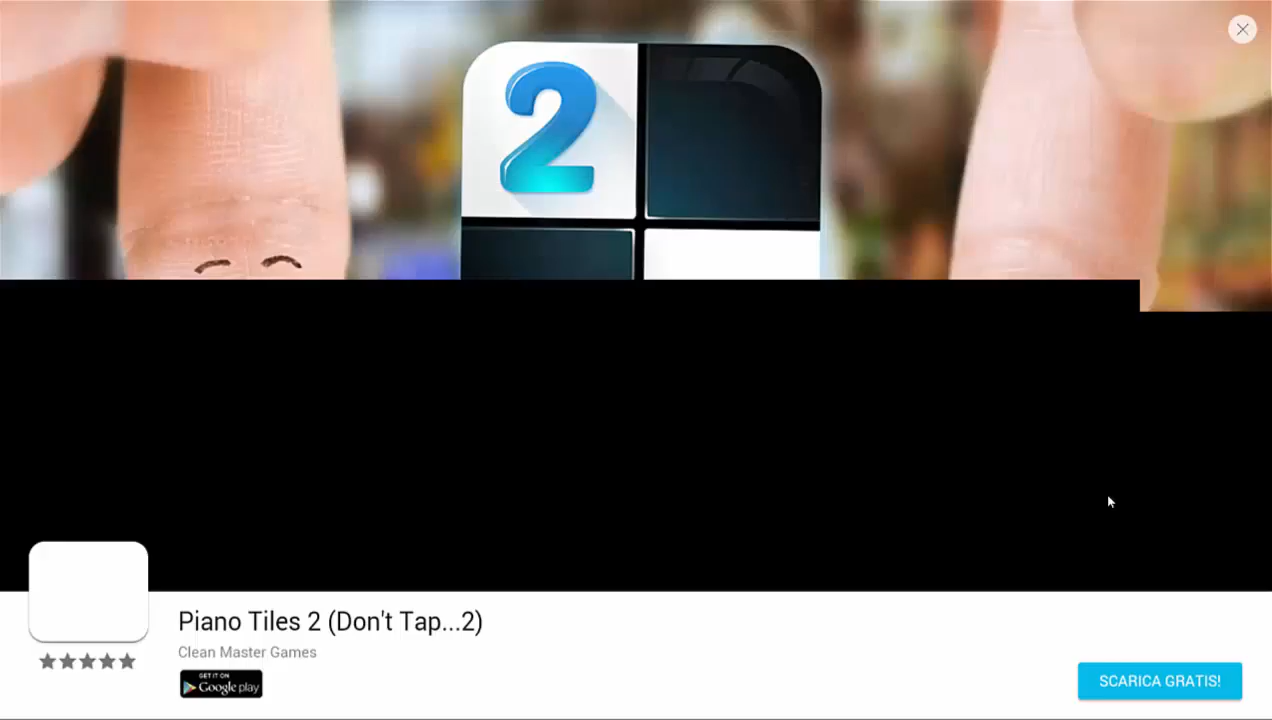 2
Piano Tiles 2 (Don't Tap...2)
Clean Master Games
GET IT ON
Google play
SCARICA GRATIS!